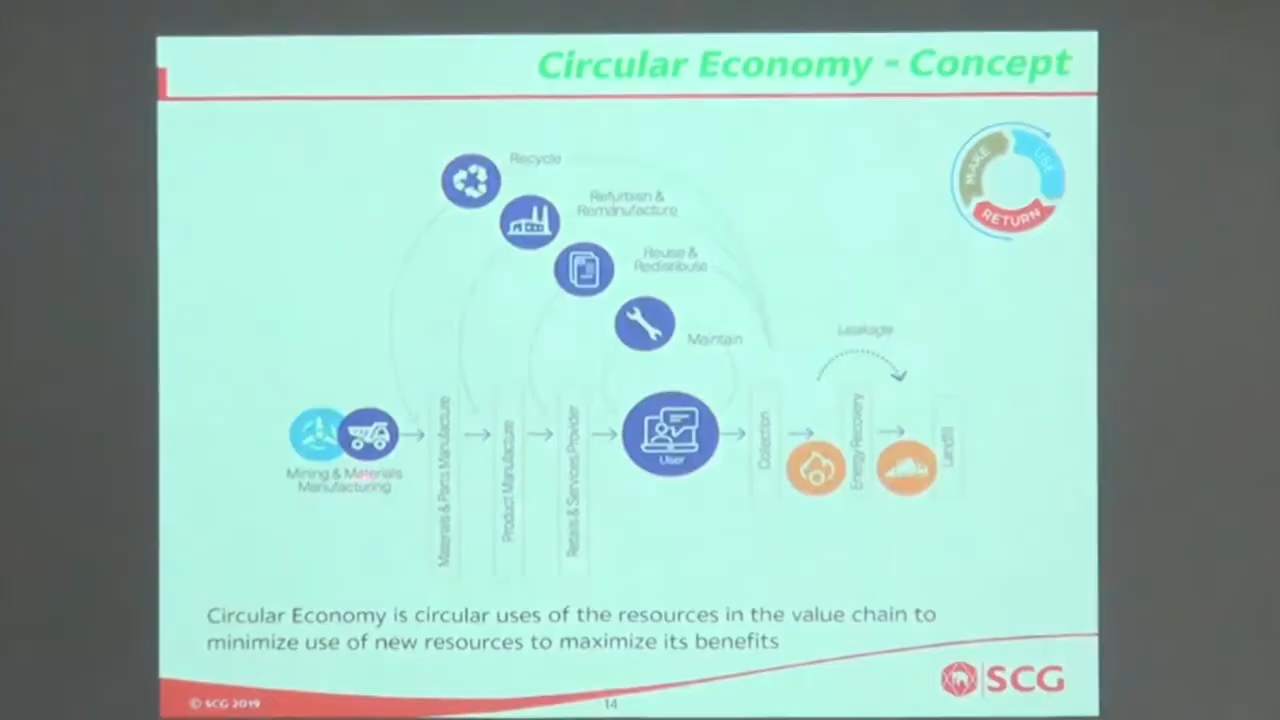 Circular Economy - Concept
MAKE
USE
RETURN
Recycle
Refurbish &
Remanufacture
Reuse &
Redistribute
Maintain
Leakage
Mining & Materials
Manufacturing
Materials & Parts Manufacture
Product Manufacture
Retails & Services Provider
User
Collection
Energy Recovery
Landfill
Circular Economy is circular uses of the resources in the value chain to
minimize use of new resources to maximize its benefits
© SCG 2019
14
SCG